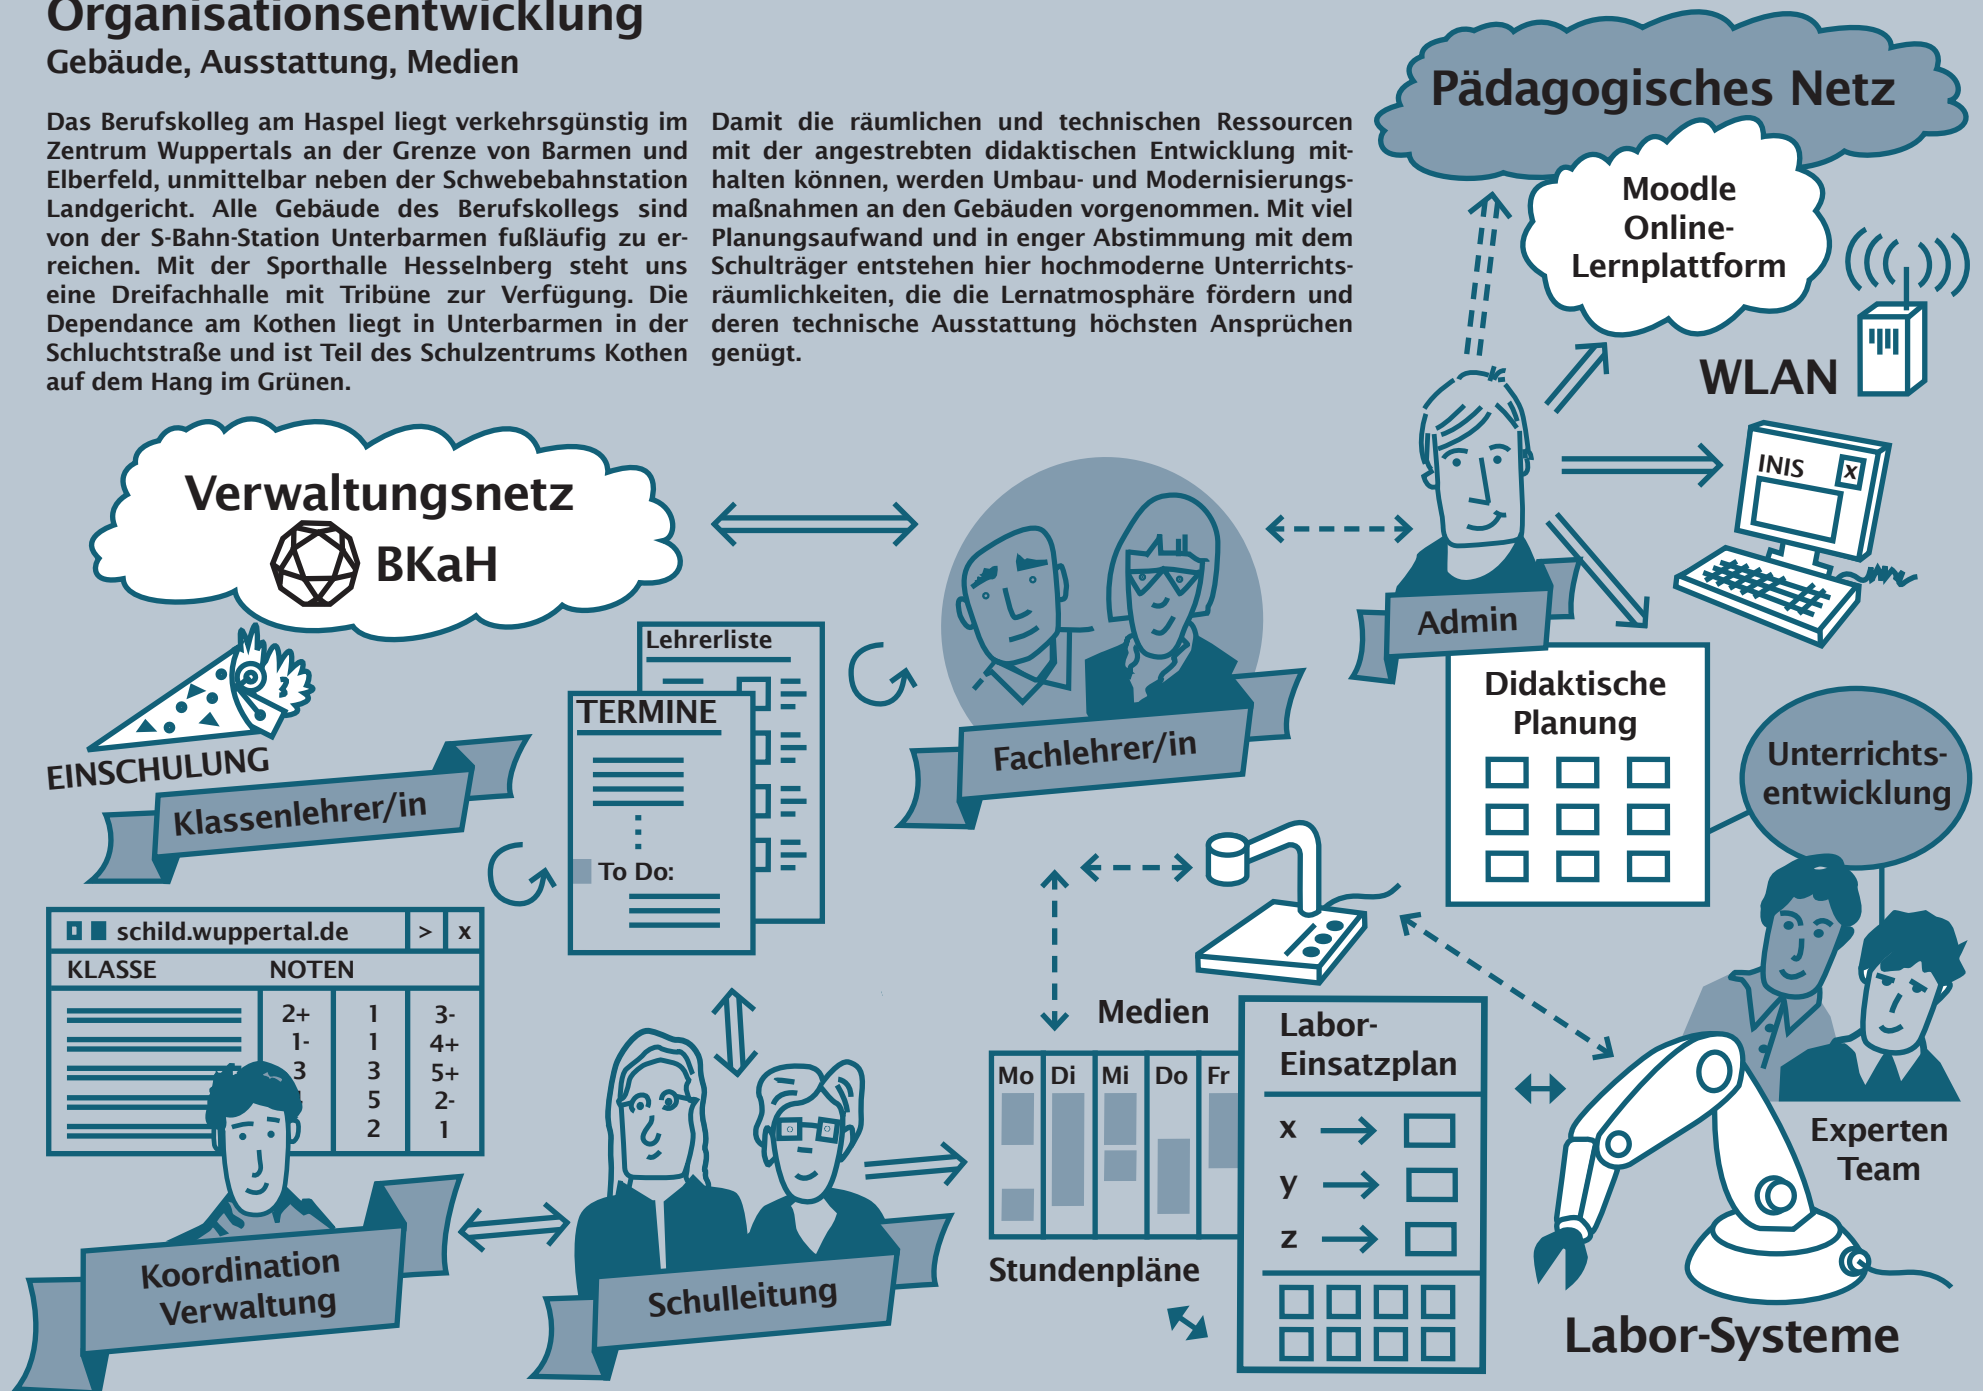 Organisationsentwicklung
Gebäude, Ausstattung, Medien
Das Berufskolleg am Haspel liegt verkehrsgünstig im
Zentrum Wuppertals an der Grenze von Barmen und
Elberfeld, unmittelbar neben der Schwebebahnstation
Landgericht. Alle Gebäude des Berufskollegs sind
von der S-Bahn-Station Unterbarmen fußläufig zu er-
reichen. Mit der Sporthalle Hesselnberg steht uns
eine Dreifachhalle mit Tribüne zur Verfügung. Die
Dependance am Kothen liegt in Unterbarmen in der
Schluchtstraße und ist Teil des Schulzentrums Kothen
auf dem Hang im Grünen.
Damit die räumlichen und technischen Ressourcen
mit der angestrebten didaktischen Entwicklung mit-
halten können, werden Umbau- und Modernisierungs-
maßnahmen an den Gebäuden vorgenommen. Mit viel
Planungsaufwand und in enger Abstimmung mit dem
Schulträger entstehen hier hochmoderne Unterrichts-
räumlichkeiten, die die Lernatmosphäre fördern und
deren technische Ausstattung höchsten Ansprüchen
genügt.
Pädagogisches Netz
Moodle
Online-
Lernplattform
WLAN
INIS X
Verwaltungsnetz
BKaH
Admin
Lehrerliste
TERMINE
To Do:
EINSCHULUNG
Klassenlehrer/in
Fachlehrer/in
Didaktische
Planung
Unterrichts-
entwicklung
schild.wuppertal.de > x
KLASSE NOTEN
2+ 1 3-
1- 1 4+
3 3 5+
5 2-
2 1
Medien
Mo Di Mi Do Fr
Stundenpläne
Labor-
Einsatzplan
x
y
z
Experten
Team
Koordination
Verwaltung
Schulleitung
Labor-Systeme